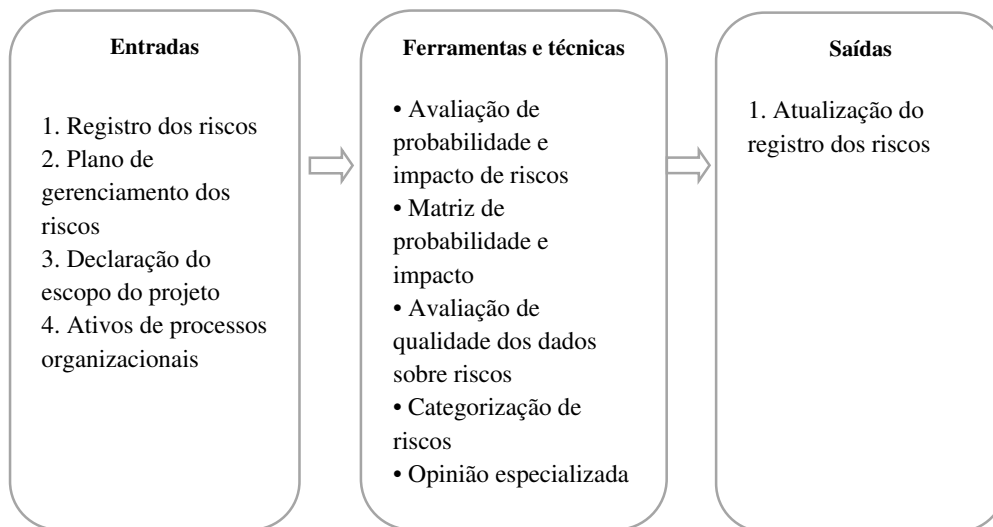 Entradas
1. Registro dos riscos
2. Plano de
gerenciamento dos
riscos
3. Declaração do
escopo do projeto
4. Ativos de processos
organizacionais
Ferramentas e técnicas
• Avaliação de
probabilidade e
impacto de riscos
• Matriz de
probabilidade e
impacto
• Avaliação de
qualidade dos dados
sobre riscos
• Categorização de
riscos
• Opinião especializada
Saídas
1. Atualização do
registro dos riscos